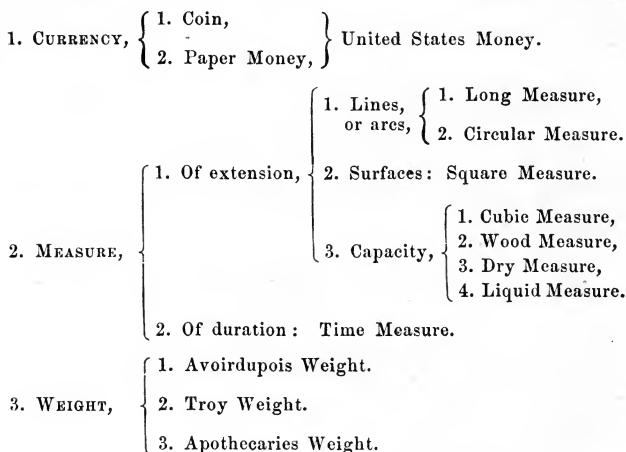 1. CURRENCY, 1. Coin,
2. Paper Money, United States Money.
2. MEASURE, 1. Of extension, 1. Lines, or arcs, 1. Long Measure,
2. Circular Measure.
2. Surfaces: Square Measure.
3. Capacity, 1. Cubic Measure,
2. Wood Measure,
3. Dry Measure,
4. Liquid Measure.
2. Of duration: Time Measure.
3. WEIGHT, 1. Avoirdupois Weight.
2. Troy Weight.
3. Apothecaries Weight.